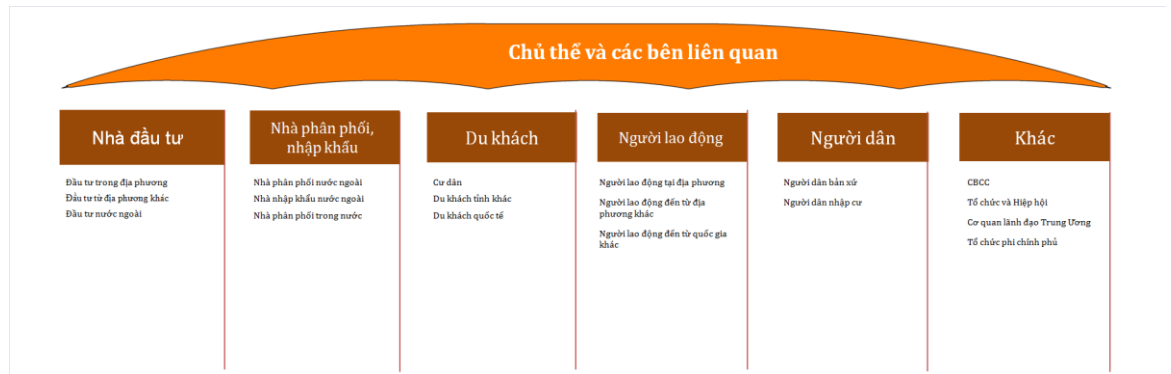 Chủ thể và các bên liên quan
Nhà đầu tư
Đầu tư trong địa phương
Đầu tư từ địa phương khác
Đầu tư nước ngoài
Nhà phân phối,
nhập khẩu
Nhà phân phối nước ngoài
Nhà nhập khẩu nước ngoài
Nhà phân phối trong nước
Du khách
Cư dân
Du khách tỉnh khác
Du khách quốc tế
Người lao động
Người lao động tại địa phương
Người lao động đến từ địa
phương khác
Người lao động đến từ quốc gia
khác
Người dân
Người dân bản xứ
Người dân nhập cư
Khác
CBCC
Tổ chức và Hiệp hội
Cơ quan lãnh đạo Trung Ương
Tổ chức phi chính phủ